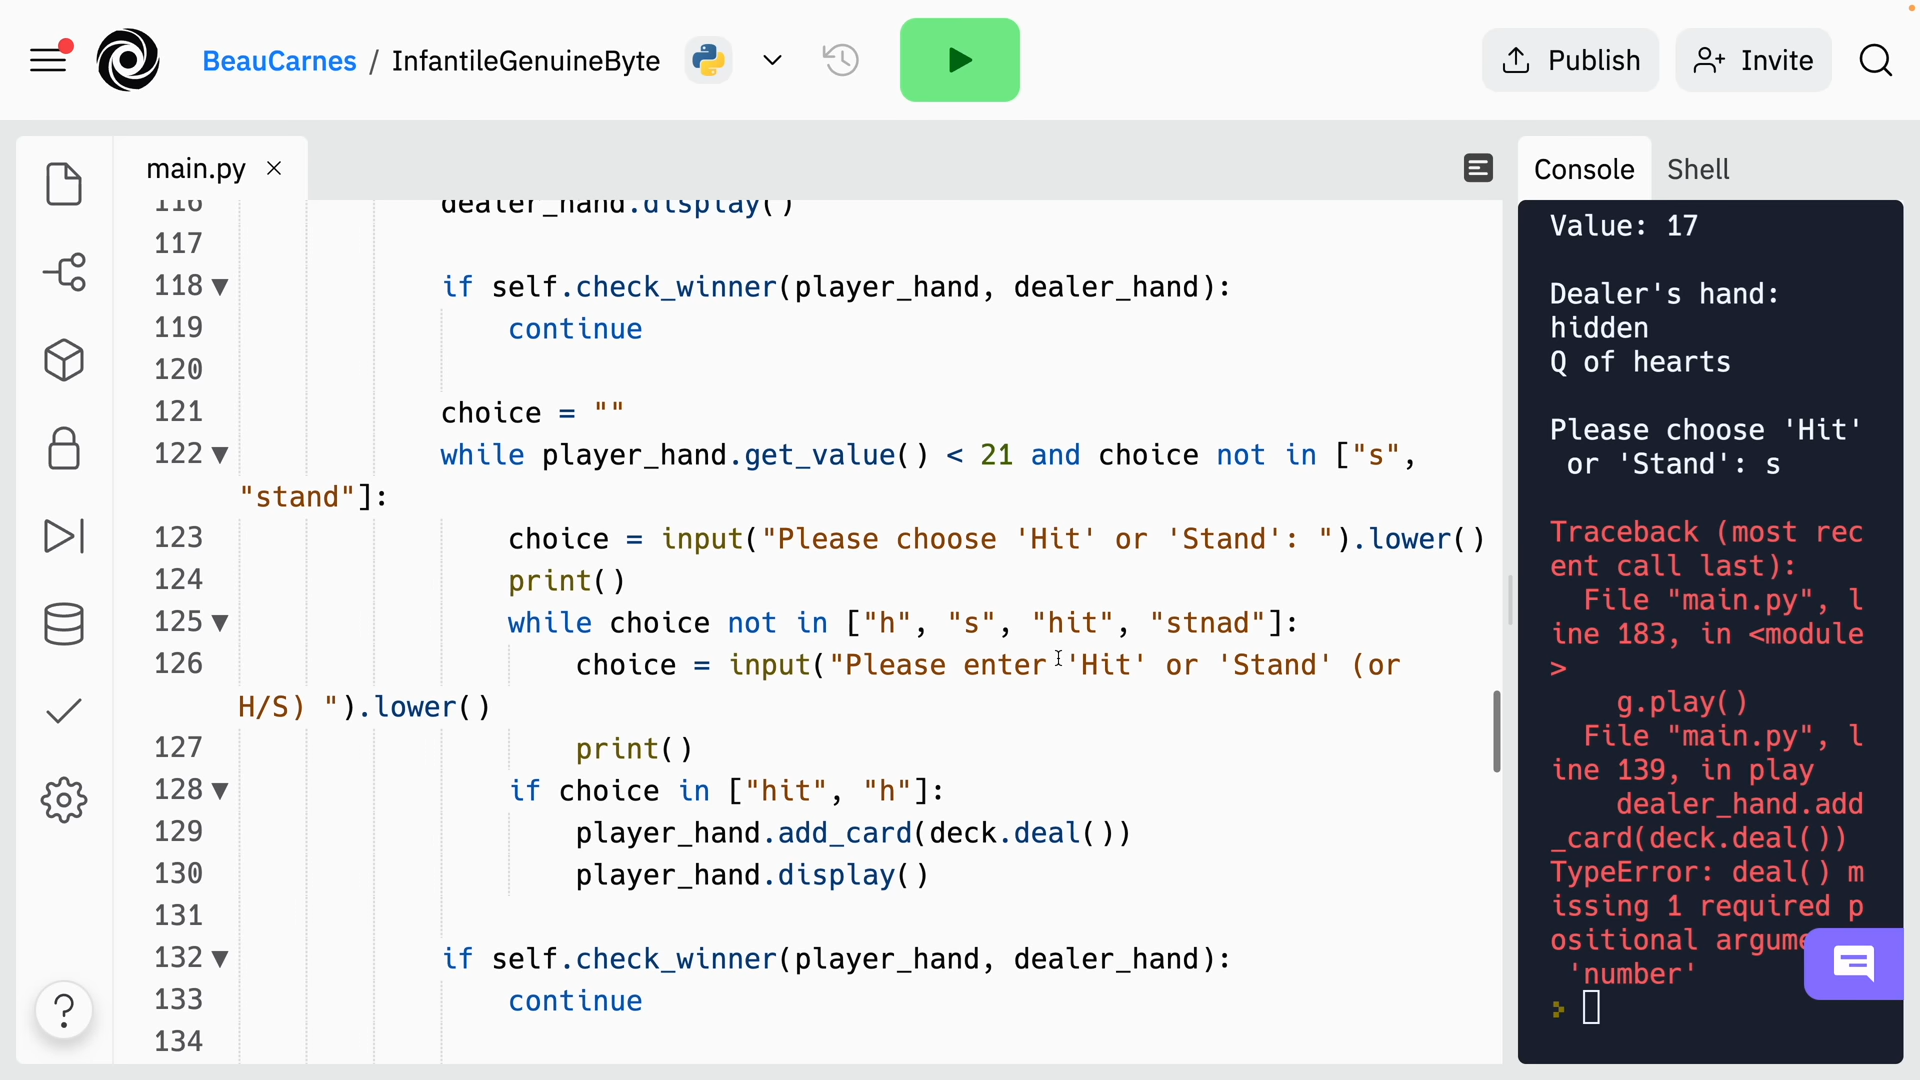 BeauCarnes / InfantileGenuineByte
Publish
Invite
main.py
Console
Shell
116 dealer_hand.display()
117
118 if self.check_winner(player_hand, dealer_hand):
119 continue
120
121 choice = ""
122 while player_hand.get_value() < 21 and choice not in ["s",
"stand"]:
123 choice = input("Please choose 'Hit' or 'Stand': ").lower()
124 print()
125 while choice not in ["h", "s", "hit", "stnad"]:
126 choice = input("Please enter 'Hit' or 'Stand' (or
H/S) ").lower()
127 print()
128 if choice in ["hit", "h"]:
129 player_hand.add_card(deck.deal())
130 player_hand.display()
131
132 if self.check_winner(player_hand, dealer_hand):
133 continue
134
Value: 17
Dealer's hand:
hidden
Q of hearts
Please choose 'Hit'
or 'Stand': s
Traceback (most rec
ent call last):
File "main.py", l
ine 183, in <module
>
g.play()
File "main.py", l
ine 139, in play
dealer_hand.add
_card(deck.deal())
TypeError: deal() m
issing 1 required p
ositional argume
'number'
?